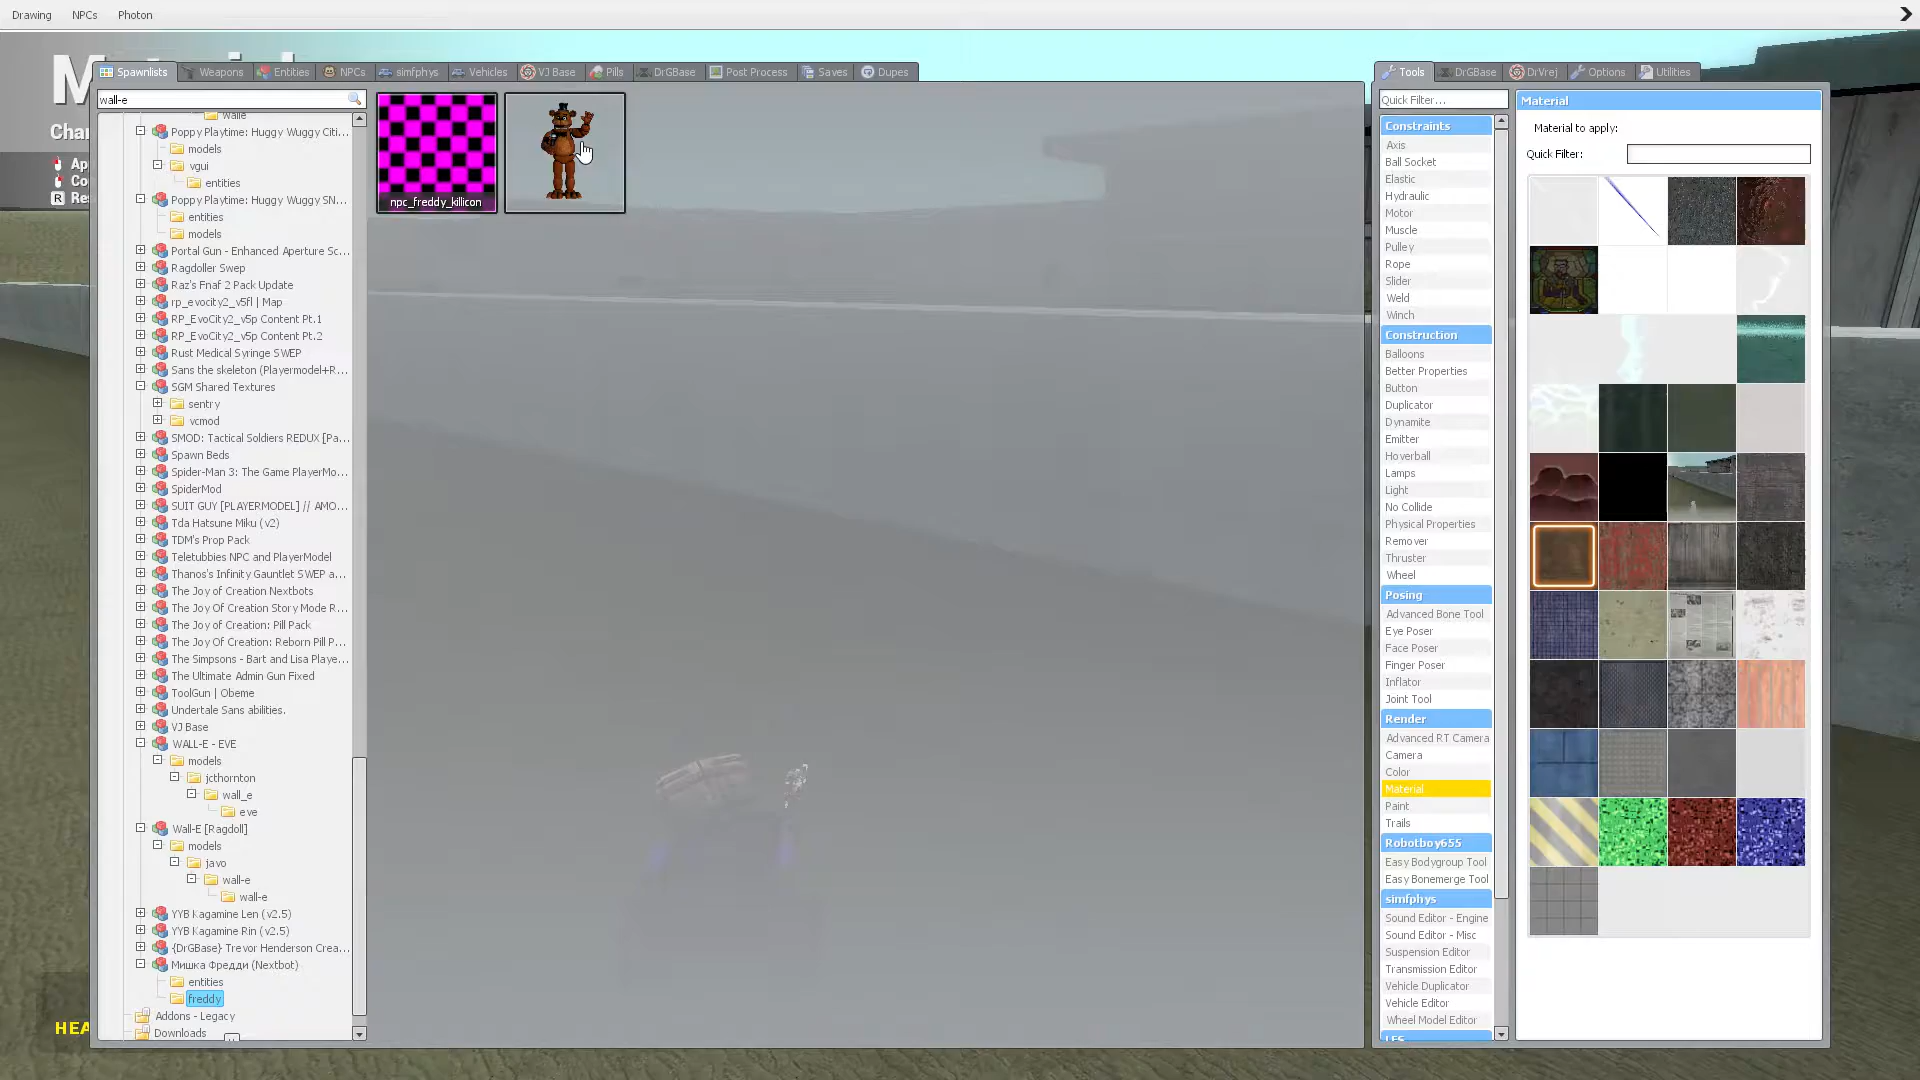 Drawing NPCs Photon
Spawnlists Weapons Entities NPCs simfphys Vehicles VJ Base Pills DrGBase Post Process Saves Dupes
wall-e
Walle
Poppy Playtime: Huggy Wuggy Citi...
models
vgui
entities
Poppy Playtime: Huggy Wuggy SN...
entities
models
Portal Gun - Enhanced Aperture Sc...
Ragdoller Swep
Raz's Fnaf 2 Pack Update
rp_evocity2_v5fl | Map
RP_EvoCity2_v5p Content Pt.1
RP_EvoCity2_v5p Content Pt.2
Rust Medical Syringe SWEP
Sans the skeleton (Playermodel+R...
SGM Shared Textures
sentry
vcmod
SMOD: Tactical Soldiers REDUX [Pa...
Spawn Beds
Spider-Man 3: The Game PlayerMo...
SpiderMod
SUIT GUY [PLAYERMODEL] // AMO...
Tda Hatsune Miku (v2)
TDM's Prop Pack
Teletubbies NPC and PlayerModel
Thanos's Infinity Gauntlet SWEP a...
The Joy of Creation Nextbots
The Joy Of Creation Story Mode R...
The Joy of Creation: Pill Pack
The Joy Of Creation: Reborn Pill P...
The Simpsons - Bart and Lisa Playe...
The Ultimate Admin Gun Fixed
ToolGun | Obeme
Undertale Sans abilities.
VJ Base
WALL-E - EVE
models
jcthornton
wall_e
eve
Wall-E [Ragdoll]
models
javo
wall-e
wall-e
YYB Kagamine Len (v2.5)
YYB Kagamine Rin (v2.5)
{DrGBase} Trevor Henderson Crea...
Мишка Фредди (Nextbot)
entities
freddy
Addons - Legacy
Downloads
npc_freddy_killicon
Tools DrGBase DrVrej Options Utilities
Quick Filter...
Constraints
Axis
Ball Socket
Elastic
Hydraulic
Motor
Muscle
Pulley
Rope
Slider
Weld
Winch
Construction
Balloons
Better Properties
Button
Duplicator
Dynamite
Emitter
Hoverball
Lamps
Light
No Collide
Physical Properties
Remover
Thruster
Wheel
Posing
Advanced Bone Tool
Eye Poser
Face Poser
Finger Poser
Inflator
Joint Tool
Render
Advanced RT Camera
Camera
Color
Material
Paint
Trails
Robotboy655
Easy Bodygroup Tool
Easy Bonemerge Tool
simfphys
Sound Editor - Engine
Sound Editor - Misc
Suspension Editor
Transmission Editor
Vehicle Duplicator
Vehicle Editor
Wheel Model Editor
LFS
Material
Material to apply:
Quick Filter:
M
Cha
Ap
Co
R Res
HEA